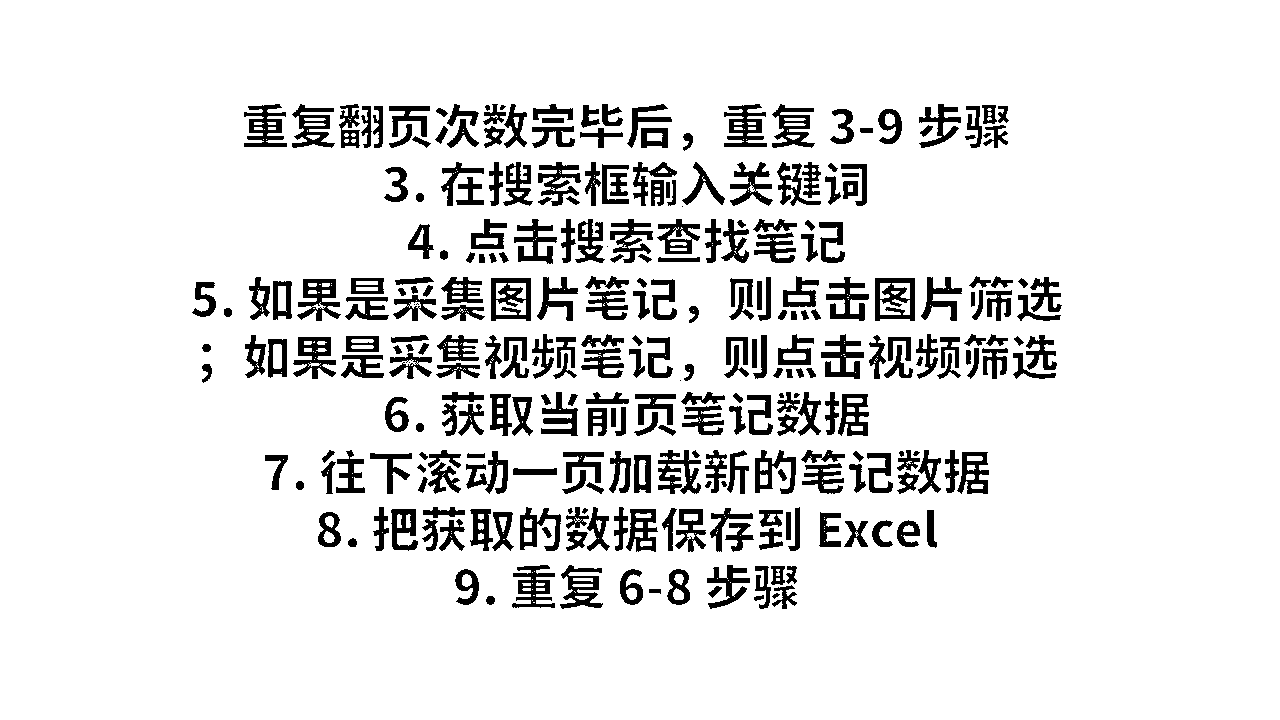 重复翻页次数完毕后，重复 3-9 步骤
3. 在搜索框输入关键词
4. 点击搜索查找笔记
5. 如果是采集图片笔记，则点击图片筛选
；如果是采集视频笔记，则点击视频筛选
6. 获取当前页笔记数据
7. 往下滚动一页加载新的笔记数据
8. 把获取的数据保存到 Excel
9. 重复 6-8 步骤